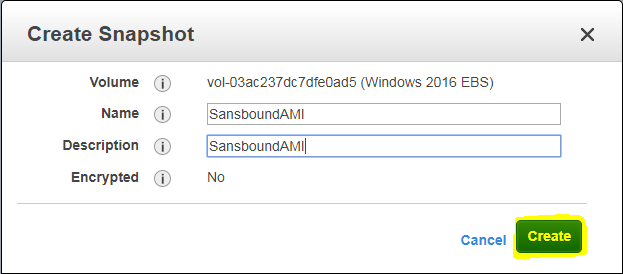 Create Snapshot
Volume vol-03ac237dc7dfe0ad5 (Windows 2016 EBS)
Name SansboundAMI
Description SansboundAMI
Encrypted No
Cancel Create